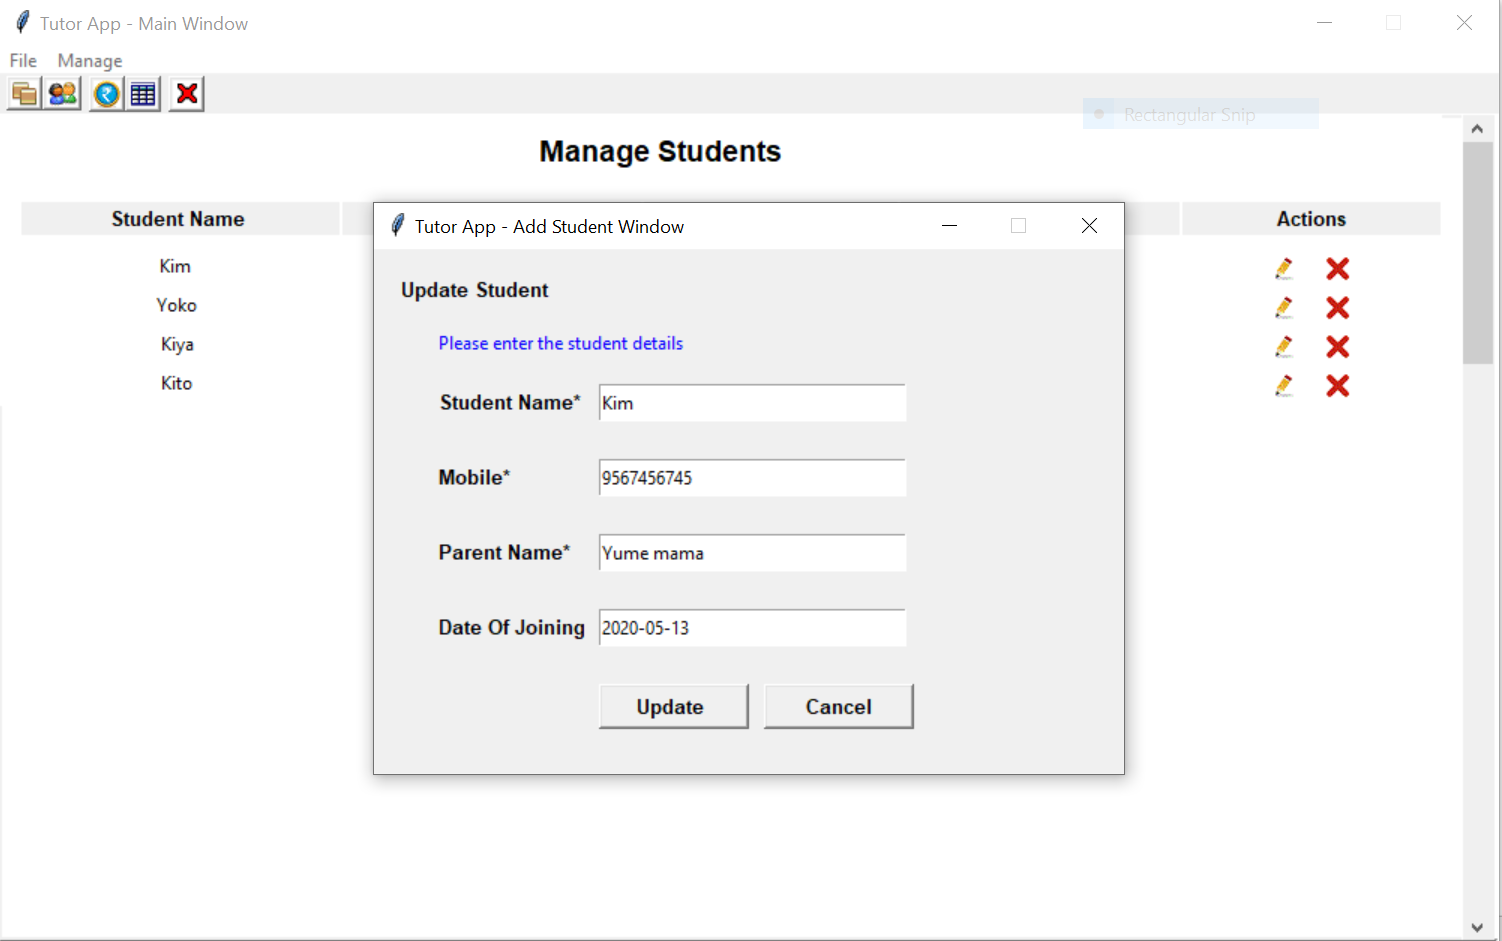 Tutor App - Main Window
File Manage
Rectangular Snip
Manage Students
Student Name
Actions
Kim
Yoko
Kiya
Kito
Tutor App - Add Student Window
Update Student
Please enter the student details
Student Name* Kim
Mobile* 9567456745
Parent Name* Yume mama
Date Of Joining 2020-05-13
Update Cancel